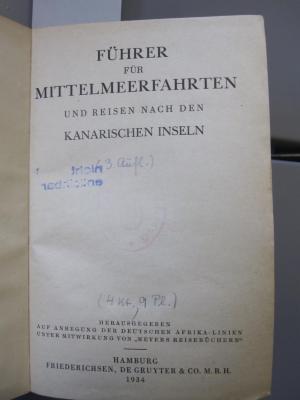 FÜHRER
FÜR
MITTELMEERFAHRTEN
UND REISEN NACH DEN
KANARISCHEN INSELN
(3 Aufl.)
(4 Kt., 9 Pl.)
HERAUSGEGEBEN
AUF ANREGUNG DER DEUTSCHEN AFRIKA-LINIEN
UNTER MITWIRKUNG VON „MEYERS REISEBÜCHERN“
HAMBURG
FRIEDERICHSEN, DE GRUYTER & CO. M. B. H.
1934